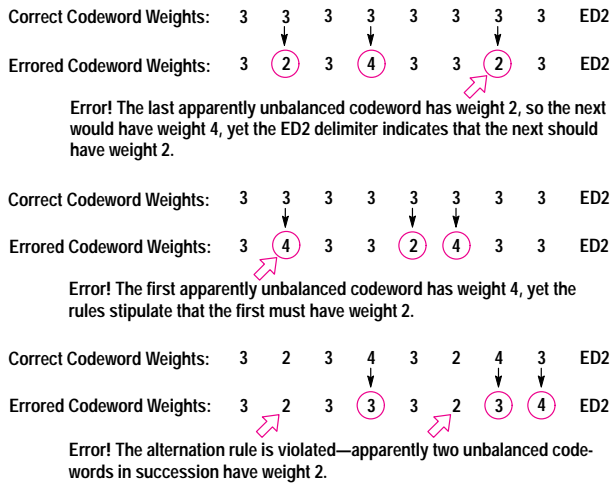 Correct Codeword Weights: 3 3 3 3 3 3 3 3 ED2
Errored Codeword Weights: 3 2 3 4 3 3 2 3 ED2
Error! The last apparently unbalanced codeword has weight 2, so the next
would have weight 4, yet the ED2 delimiter indicates that the next should
have weight 2.
Correct Codeword Weights: 3 3 3 3 3 3 3 3 ED2
Errored Codeword Weights: 3 4 3 3 2 4 3 3 ED2
Error! The first apparently unbalanced codeword has weight 4, yet the
rules stipulate that the first must have weight 2.
Correct Codeword Weights: 3 2 3 4 3 2 4 3 ED2
Errored Codeword Weights: 3 2 3 3 3 2 3 4 ED2
Error! The alternation rule is violated—apparently two unbalanced code-
words in succession have weight 2.